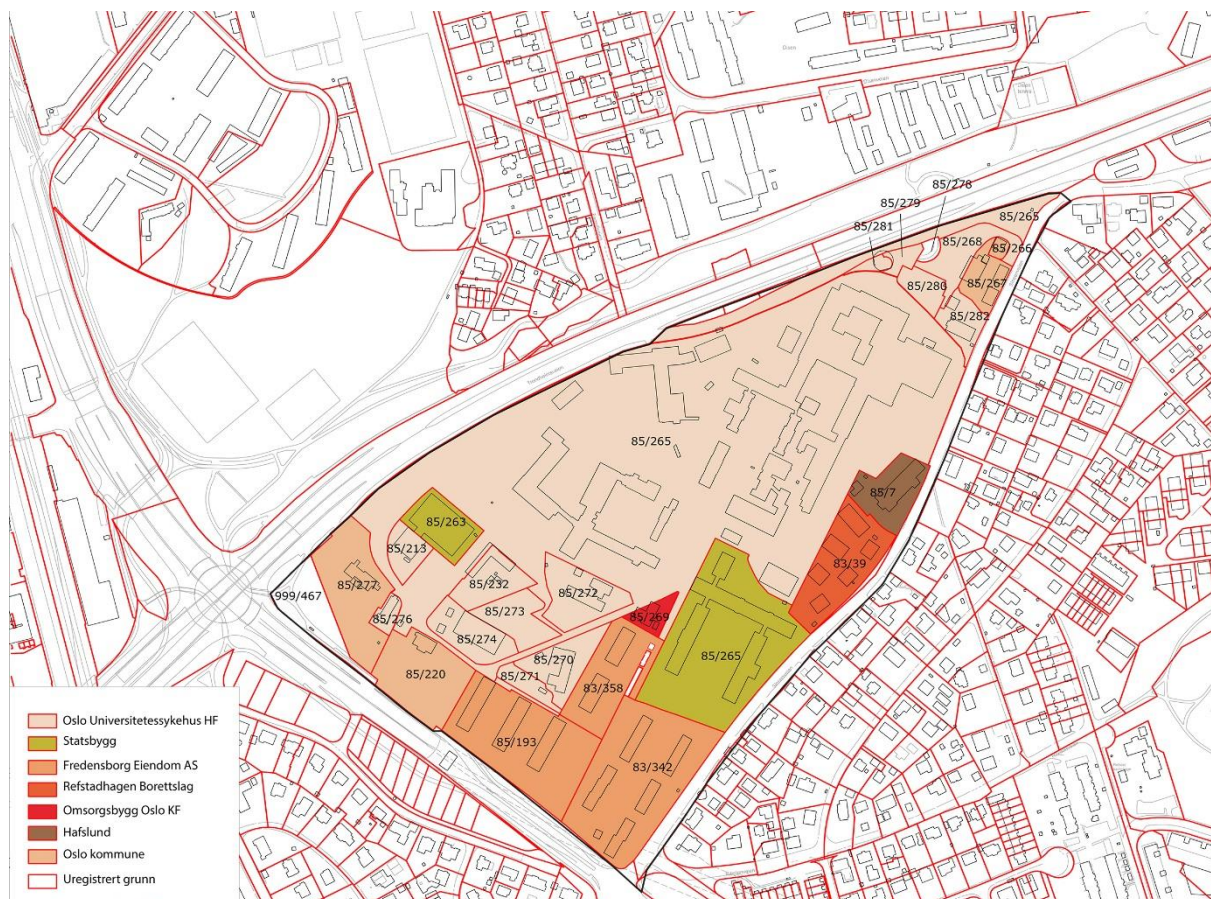 Disen
Trondheimsveien
85/278
85/279
85/281
85/265
85/268
85/266
85/280
85/267
85/282
85/265
85/7
85/263
85/213
83/39
85/277
999/467
85/232
85/272
85/276
85/273
85/269
85/274
85/270
85/265
85/220
85/271
83/358
85/193
83/342
Oslo Universitetessykehus HF
Statsbygg
Fredensborg Eiendom AS
Refstadhagen Borettslag
Omsorgsbygg Oslo KF
Hafslund
Oslo kommune
Uregistrert grunn